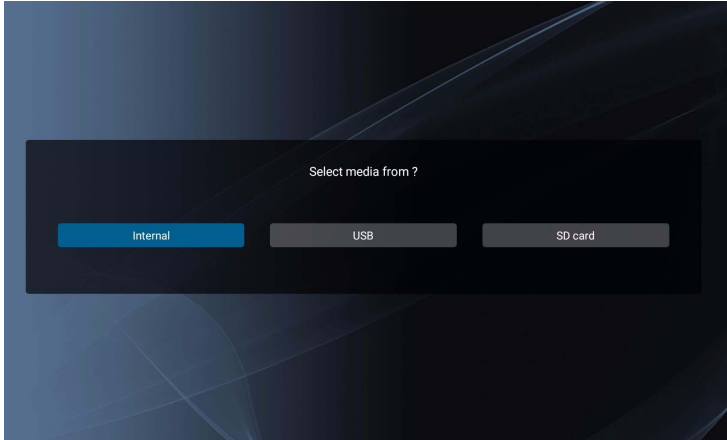 Select media from ?
Internal
USB
SD card